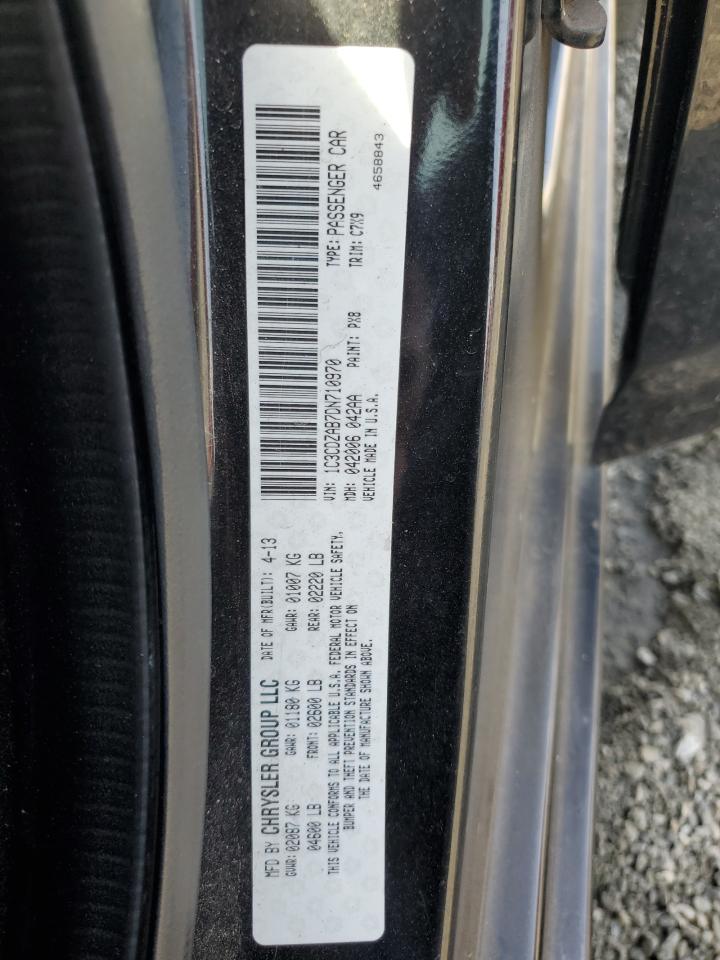 MFD BY CHRYSLER GROUP LLC DATE OF MFR(BUILT): 4-13
GVWR: 02087 KG GAWR: 01180 KG GAWR: 01007 KG
04600 LB FRONT: 02600 LB REAR: 02220 LB
THIS VEHICLE CONFORMS TO ALL APPLICABLE U.S.A. FEDERAL MOTOR VEHICLE SAFETY,
BUMPER AND THEFT PREVENTION STANDARDS IN EFFECT ON
THE DATE OF MANUFACTURE SHOWN ABOVE.
VIN: 1C3CDZAB7DN710970 TYPE: PASSENGER CAR
MDH: 042006 042AA PAINT: PX8 TRIM: C7X9
VEHICLE MADE IN U.S.A.
4658843